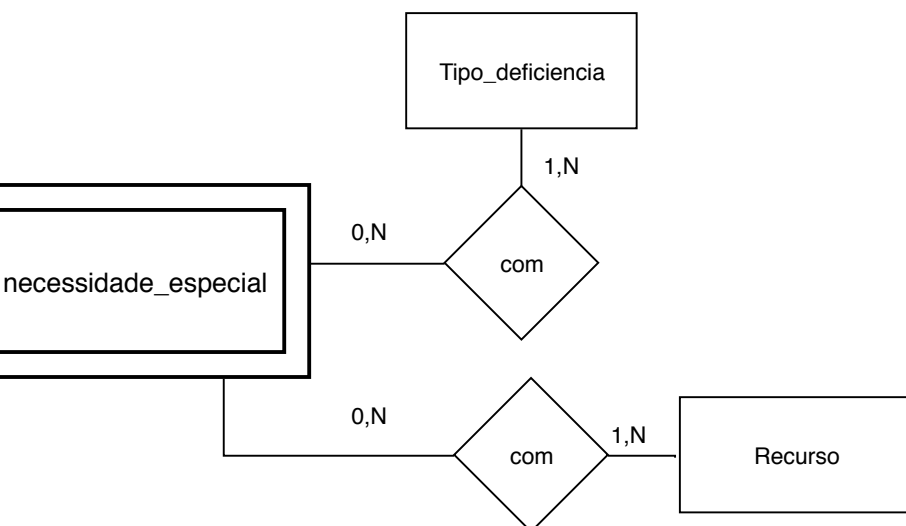 Tipo_deficiencia
1,N
0,N
com
necessidade_especial
0,N
1,N
com
Recurso